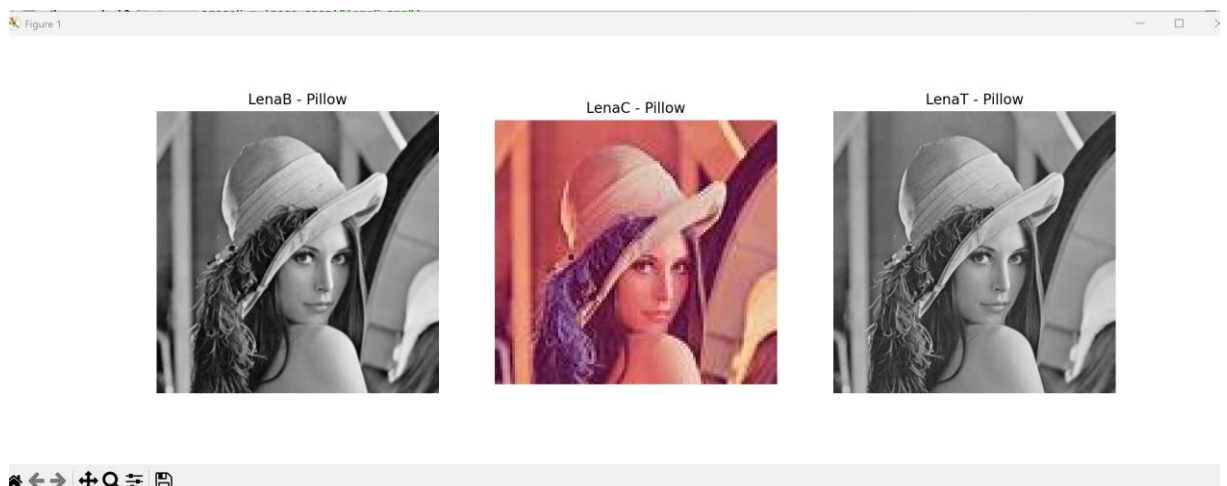 Figure 1
LenaB - Pillow
LenaC - Pillow
LenaT - Pillow